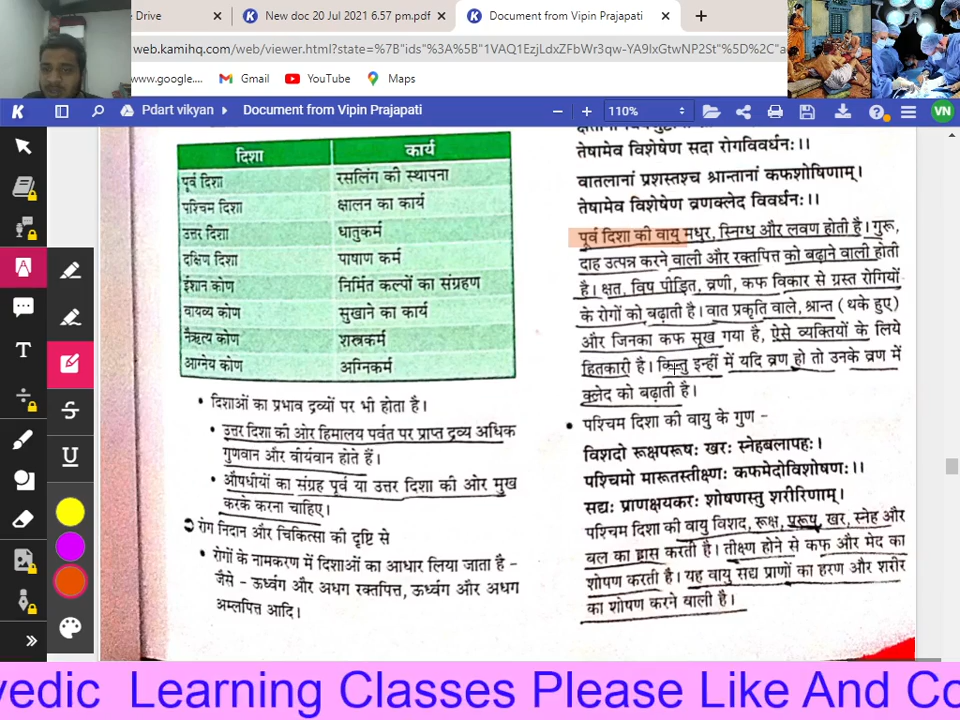 e Drive
New doc 20 Jul 2021 6.57 pm.pdf
Document from Vipin Prajapati
web.kamihq.com/web/viewer.html?state=%7B"ids"%3A%5B"1VAQ1EzjLdxZFbWr3qw-YA9lxGtwNP2St"%5D%2C"a
www.google....
Gmail
YouTube
Maps
K
Pdart vikyan
Document from Vipin Prajapati
110%
VN
दिशा कार्य
पूर्व दिशा रसलिंग की स्थापना
पश्चिम दिशा क्षालन का कार्य
उत्तर दिशा धातुकर्म
दक्षिण दिशा पाषाण कर्म
ईशान कोण निर्मित कल्पों का संग्रहण
वायव्य कोण सुखाने का कार्य
नैऋत्य कोण शस्त्रकर्म
आग्नेय कोण अग्निकर्म
• दिशाओं का प्रभाव द्रव्यों पर भी होता है।
• उत्तर दिशा की ओर हिमालय पर्वत पर प्राप्त द्रव्य अधिक
गुणवान और वीर्यवान होते हैं।
• औषधीयों का संग्रह पूर्व या उत्तर दिशा की ओर मुख
करके करना चाहिए।
रोग निदान और चिकित्सा की दृष्टि से
• रोगों के नामकरण में दिशाओं का आधार लिया जाता है -
जैसे - ऊर्ध्वग और अधग रक्तपित्त, ऊर्ध्वग और अधग
अम्लपित्त आदि।
तेषामेव विशेषेण सदा रोगविवर्धनः।।
वातलानां प्रशस्तश्च श्रान्तानां कफशोषिणाम्।
तेषामेव विशेषेण व्रणक्लेद विवर्धनः।।
पूर्व दिशा की वायु मधुर, स्निग्ध और लवण होती है। गुरू,
दाह उत्पन्न करने वाली और रक्तपित्त को बढ़ाने वाली होती
है। क्षत, विष पीड़ित, व्रणी, कफ विकार से ग्रस्त रोगियों
के रोगों को बढ़ाती है। वात प्रकृति वाले, श्रान्त (थके हुए)
और जिनका कफ सूख गया है, ऐसे व्यक्तियों के लिये
हितकारी है। किन्तु इन्हीं में यदि व्रण हो तो उनके व्रण में
क्लेद को बढ़ाती है।
• पश्चिम दिशा की वायु के गुण -
विशदो रूक्षपरूषः खरः स्नेहबलापहः।
पश्चिमो मारूतस्तीक्ष्णः कफमेदोविशोषणः।।
सद्यः प्राणक्षयकरः शोषणस्तु शरीरिणाम्।
पश्चिम दिशा की वायु विशद, रूक्ष, परूष, खर, स्नेह और
बल का ह्रास करती है। तीक्ष्ण होने से कफ और मेद का
शोषण करती है। यह वायु सद्य प्राणों का हरण और शरीर
का शोषण करने वाली है।
vedic Learning Classes Please Like And Co